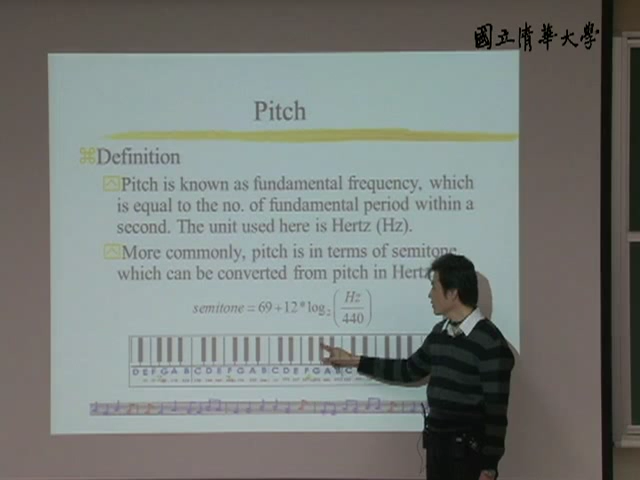 國立清華大學
Pitch
Definition
Pitch is known as fundamental frequency, which
is equal to the no. of fundamental period within a
second. The unit used here is Hertz (Hz).
More commonly, pitch is in terms of semitone,
which can be converted from pitch in Hertz
semitone = 69 + 12 * log₂ (Hz / 440)
D E F G A B C D E F G A B C D E F G A B C